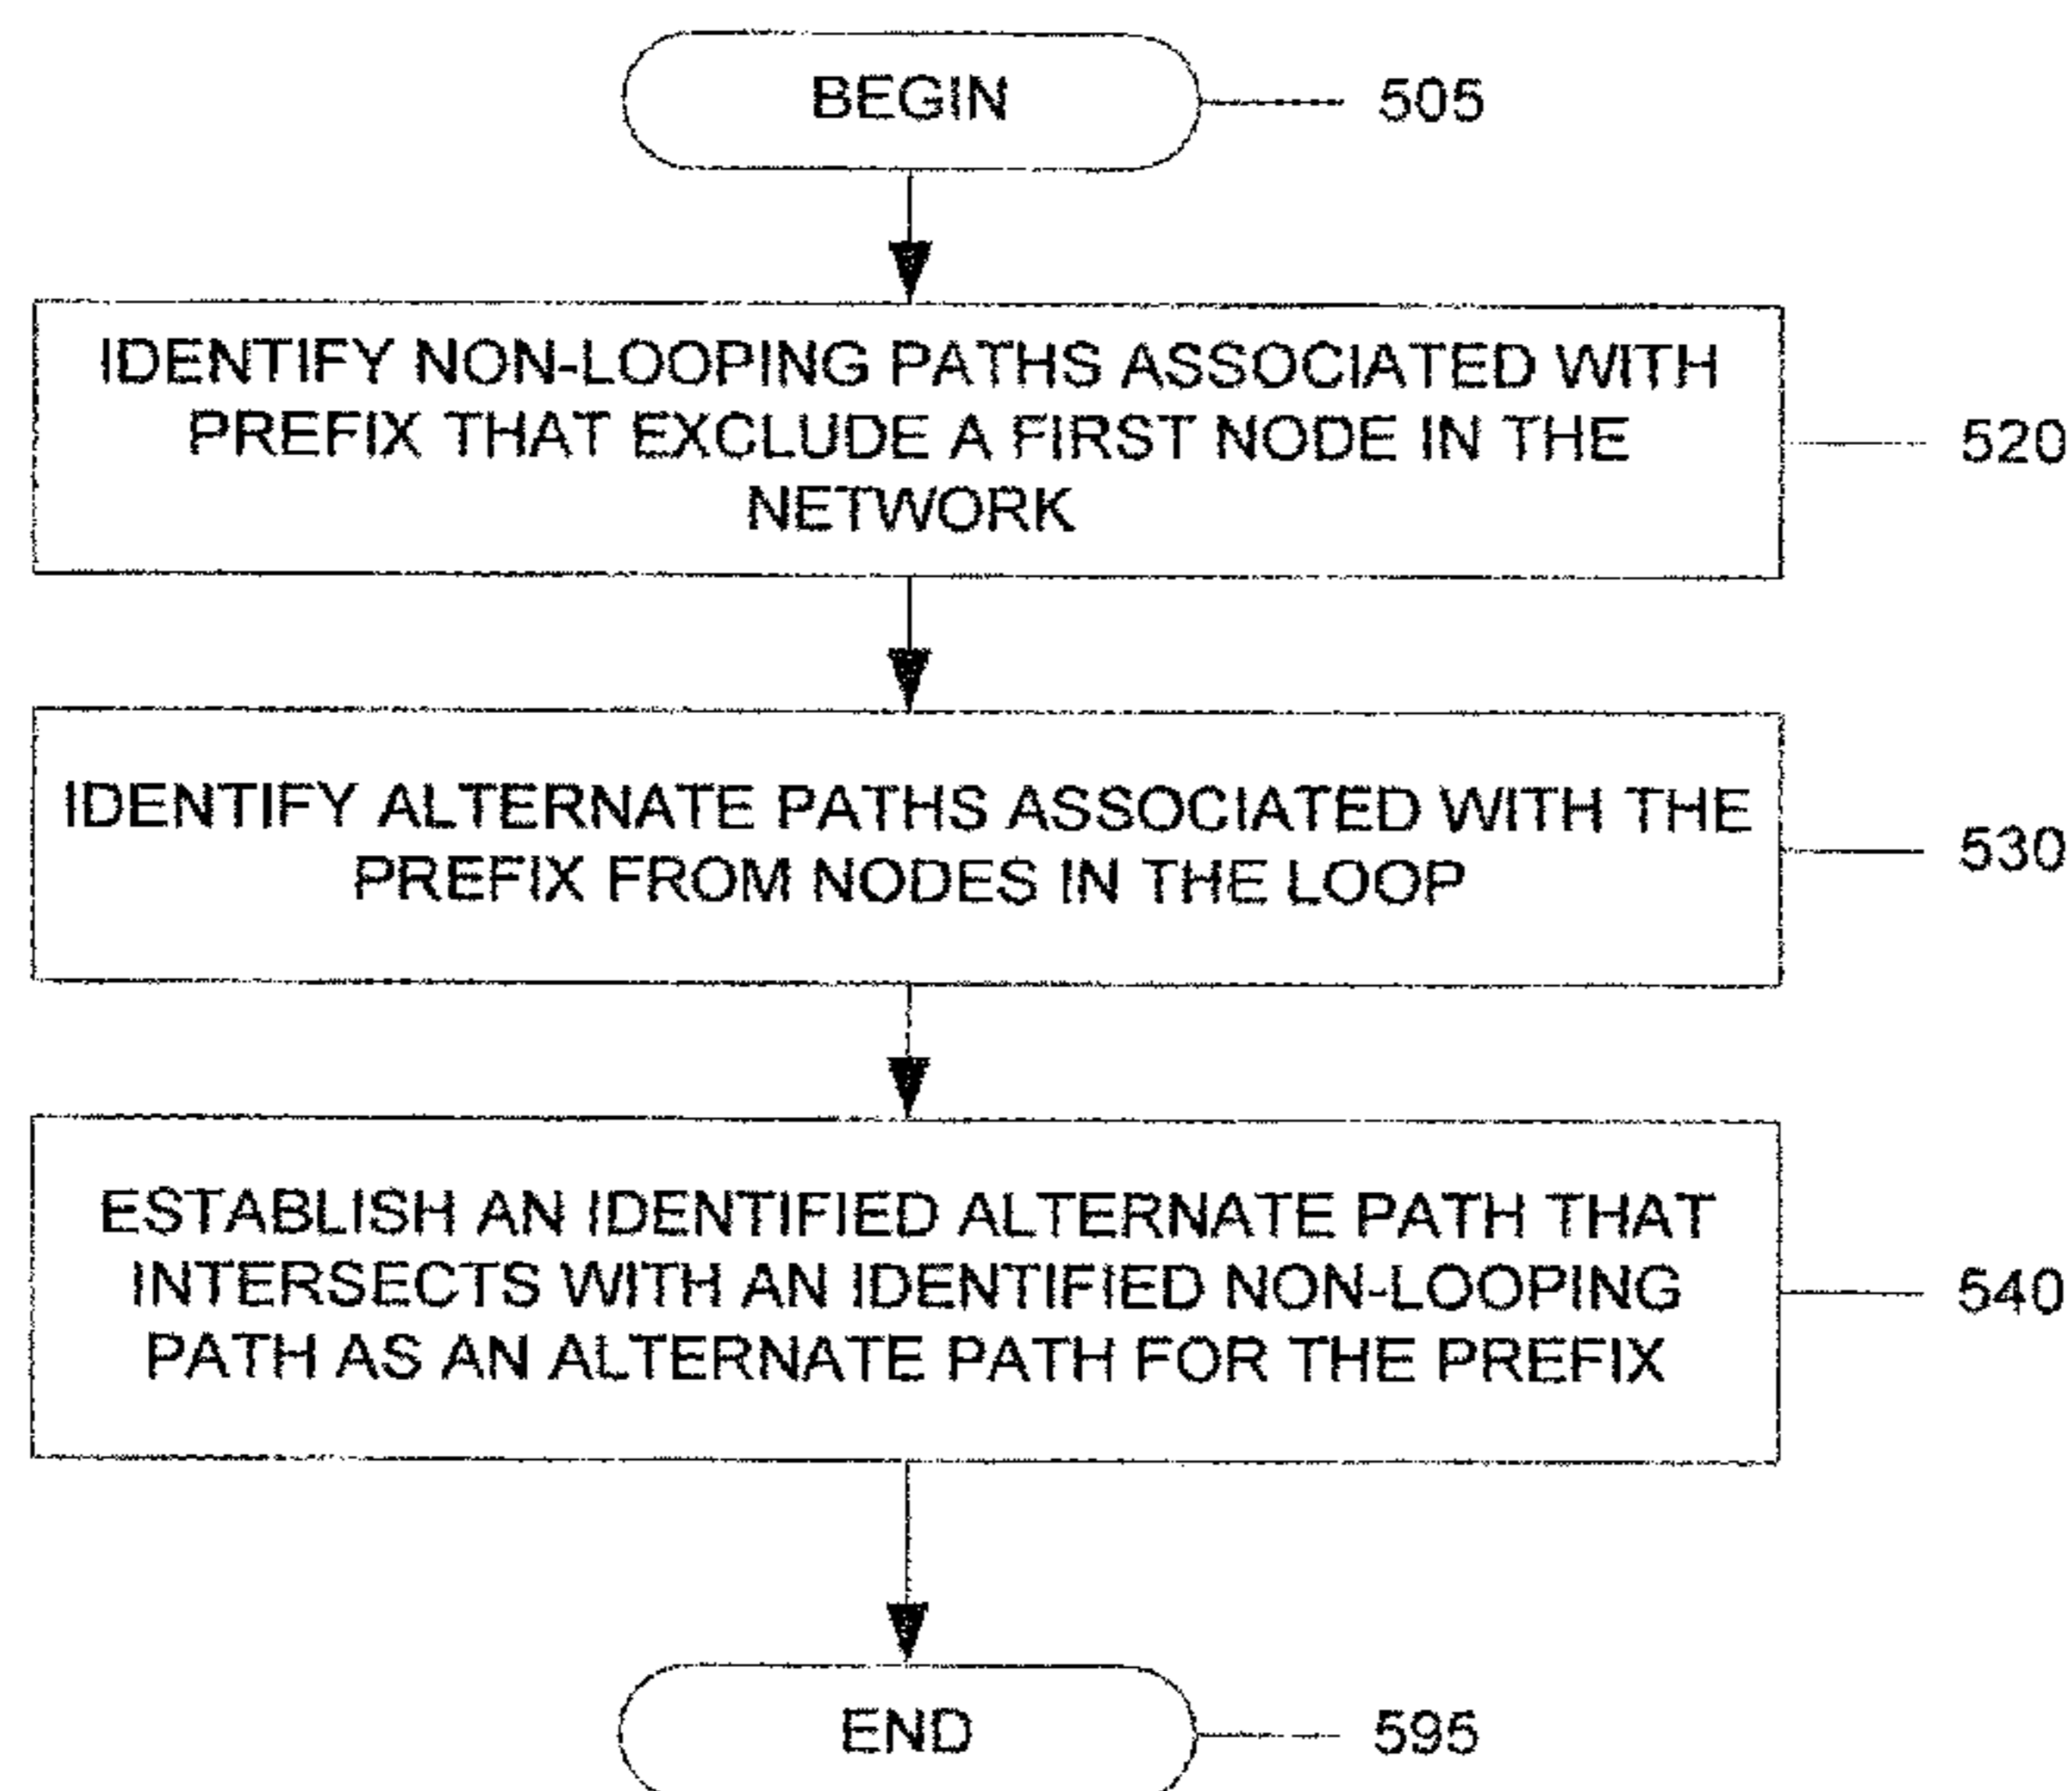 BEGIN
505
IDENTIFY NON-LOOPING PATHS ASSOCIATED WITH
PREFIX THAT EXCLUDE A FIRST NODE IN THE
NETWORK
520
IDENTIFY ALTERNATE PATHS ASSOCIATED WITH THE
PREFIX FROM NODES IN THE LOOP
530
ESTABLISH AN IDENTIFIED ALTERNATE PATH THAT
INTERSECTS WITH AN IDENTIFIED NON-LOOPING
PATH AS AN ALTERNATE PATH FOR THE PREFIX
540
END
595